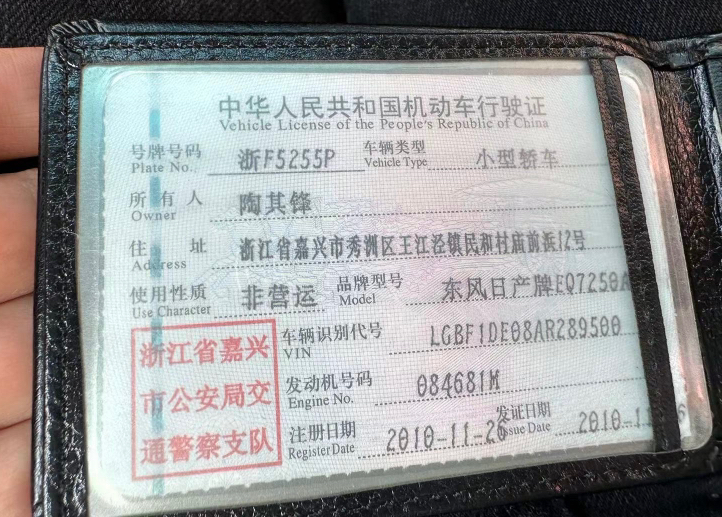 中华人民共和国机动车行驶证
Vehicle License of the People's Republic of China
号牌号码 浙F5255P 车辆类型 小型轿车
Plate No. Vehicle Type
所有人 陶其锋
Owner
住址 浙江省嘉兴市秀洲区王江泾镇民和村庙前浜12号
Address
使用性质 非营运 品牌型号 东风日产牌EQ7250A
Use Character Model
浙江省嘉兴 车辆识别代号 LGBF1DE08AR289500
VIN
市公安局交 发动机号码 084681M
Engine No.
通警察支队 注册日期 2010-11-26 发证日期 2010-11
Register Date Issue Date